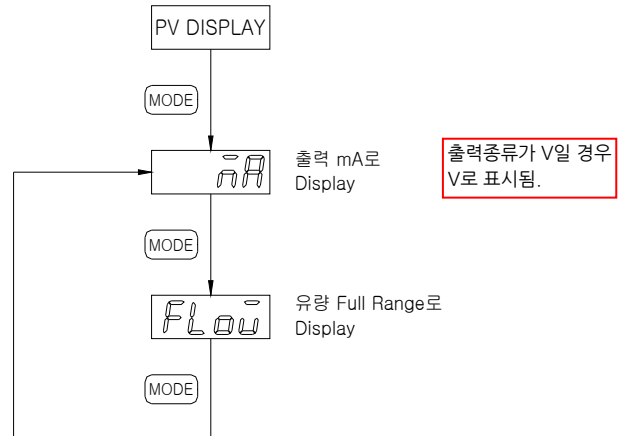 PV DISPLAY
MODE
mA
출력 mA로
Display
출력종류가 V일 경우
V로 표시됨.
MODE
FLow
유량 Full Range로
Display
MODE